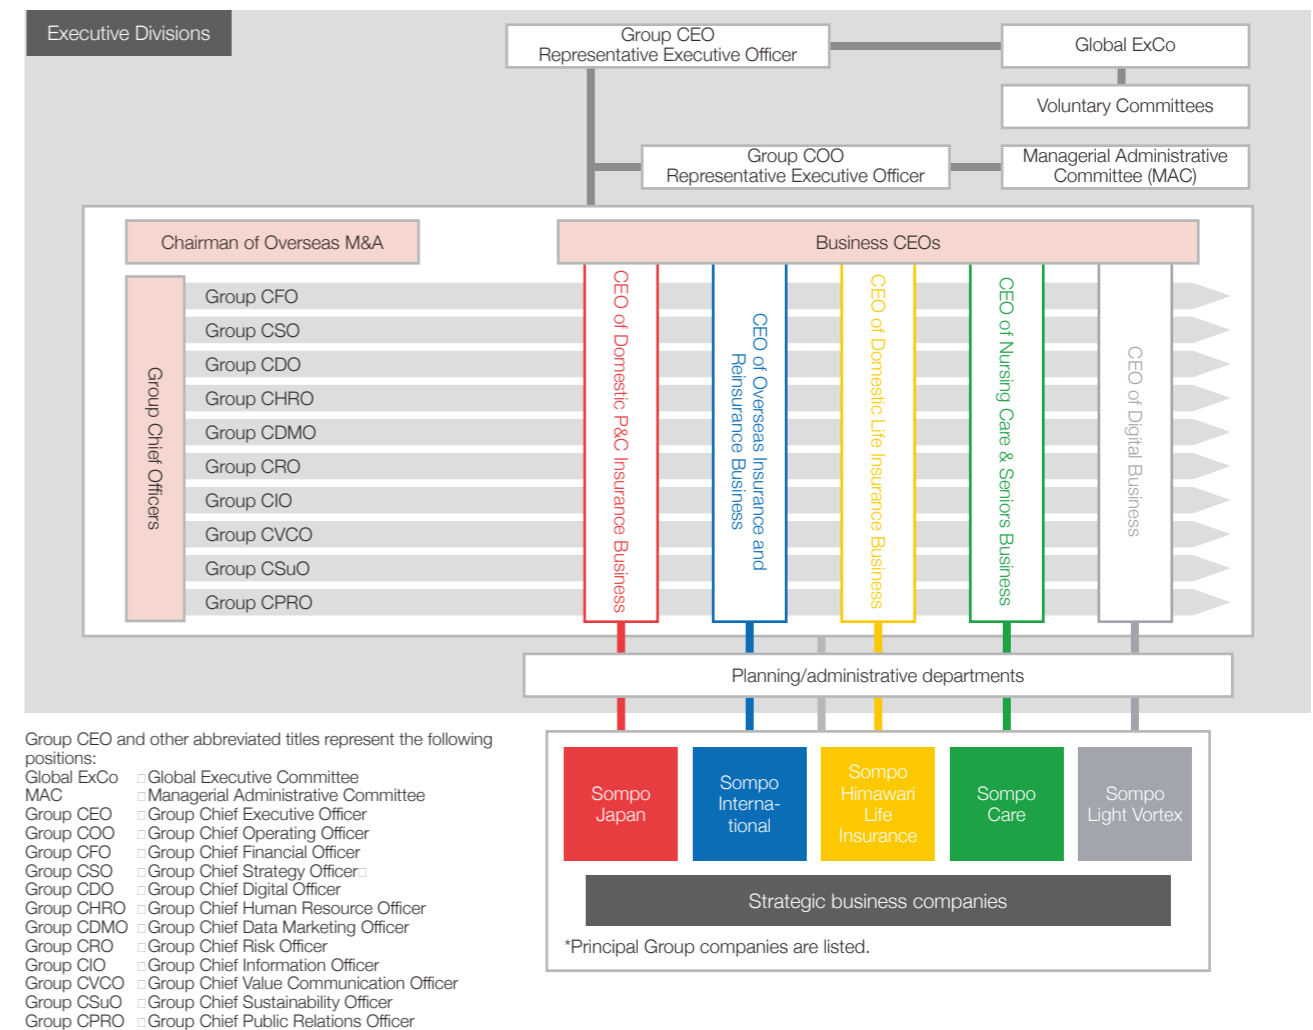 Executive Divisions
Group CEO
Representative Executive Officer
Global ExCo
Voluntary Committees
Group COO
Representative Executive Officer
Managerial Administrative
Committee (MAC)
Chairman of Overseas M&A
Business CEOs
Group Chief Officers
Group CFO
Group CSO
Group CDO
Group CHRO
Group CDMO
Group CRO
Group CIO
Group CVCO
Group CSuO
Group CPRO
CEO of Domestic P&C Insurance Business
CEO of Overseas Insurance and
Reinsurance Business
CEO of Domestic Life Insurance Business
CEO of Nursing Care & Seniors Business
CEO of Digital Business
Planning/administrative departments
Sompo
Japan
Sompo
Interna-
tional
Sompo
Himawari
Life
Insurance
Sompo
Care
Sompo
Light Vortex
Strategic business companies
*Principal Group companies are listed.
Group CEO and other abbreviated titles represent the following
positions:
Global ExCo □Global Executive Committee
MAC □Managerial Administrative Committee
Group CEO □Group Chief Executive Officer
Group COO □Group Chief Operating Officer
Group CFO □Group Chief Financial Officer
Group CSO □Group Chief Strategy Officer□
Group CDO □Group Chief Digital Officer
Group CHRO □Group Chief Human Resource Officer
Group CDMO □Group Chief Data Marketing Officer
Group CRO □Group Chief Risk Officer
Group CIO □Group Chief Information Officer
Group CVCO □Group Chief Value Communication Officer
Group CSuO □Group Chief Sustainability Officer
Group CPRO □Group Chief Public Relations Officer